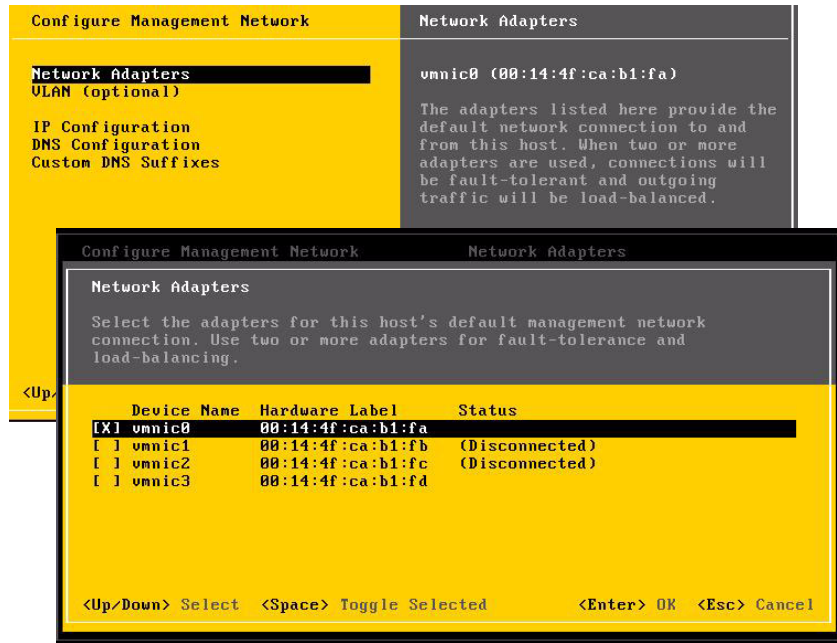 Configure Management Network
Network Adapters
Network Adapters
VLAN (optional)
IP Configuration
DNS Configuration
Custom DNS Suffixes
vmnic0 (00:14:4f:ca:b1:fa)
The adapters listed here provide the
default network connection to and
from this host. When two or more
adapters are used, connections will
be fault-tolerant and outgoing
traffic will be load-balanced.
<Up/
Configure Management Network
Network Adapters
Network Adapters
Select the adapters for this host's default management network
connection. Use two or more adapters for fault-tolerance and
load-balancing.
Device Name Hardware Label Status
[X] vmnic0 00:14:4f:ca:b1:fa
[ ] vmnic1 00:14:4f:ca:b1:fb (Disconnected)
[ ] vmnic2 00:14:4f:ca:b1:fc (Disconnected)
[ ] vmnic3 00:14:4f:ca:b1:fd
<Up/Down> Select <Space> Toggle Selected <Enter> OK <Esc> Cancel